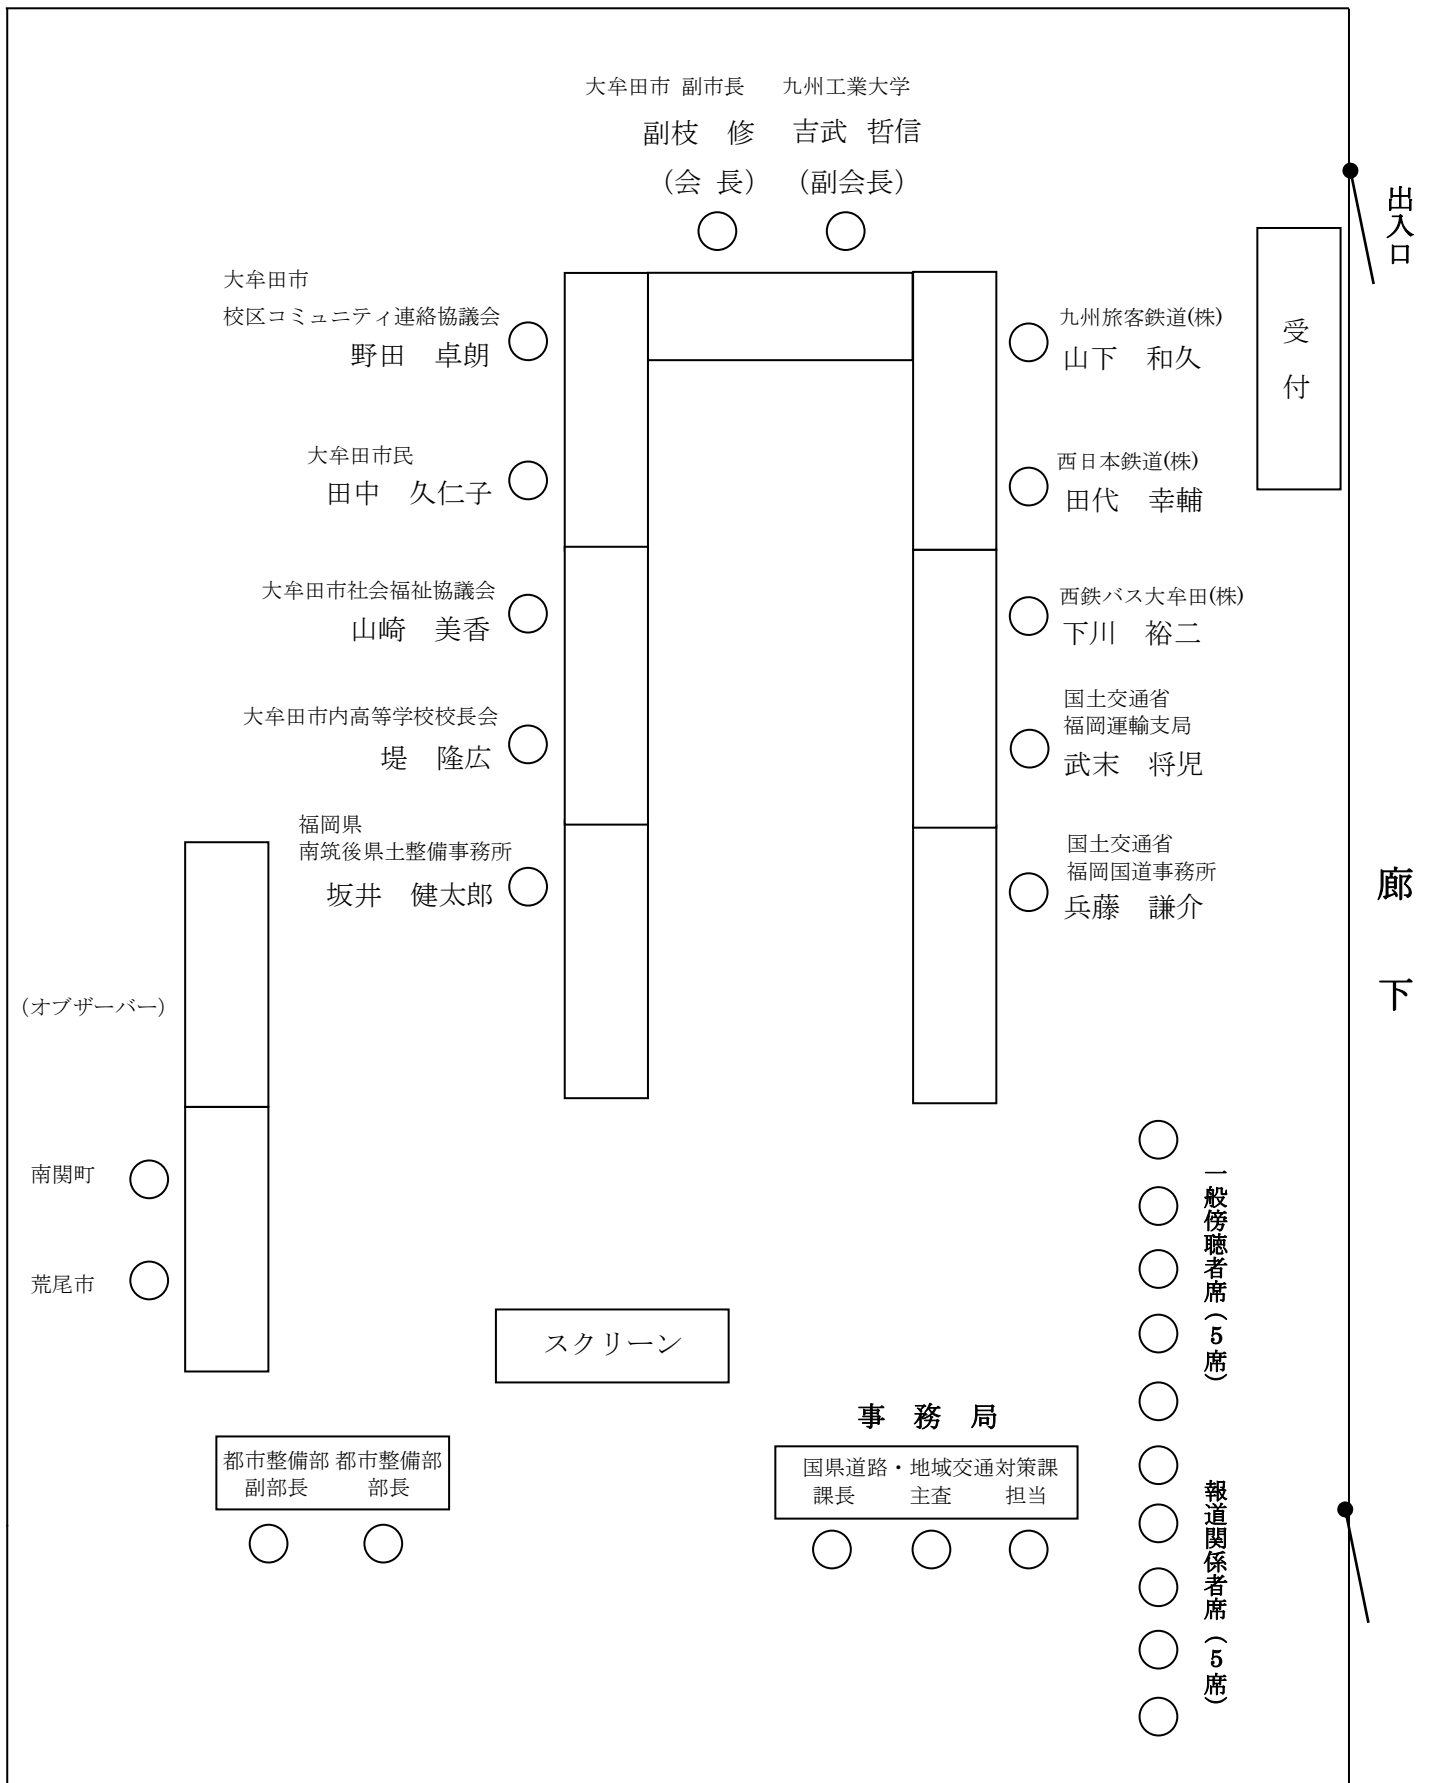 大牟田市 副市長
副枝 修
（会 長）
九州工業大学
吉武 哲信
（副会長）
出入口
受付
大牟田市
校区コミュニティ連絡協議会
野田 卓朗
大牟田市民
田中 久仁子
大牟田市社会福祉協議会
山崎 美香
大牟田市内高等学校校長会
堤 隆広
福岡県
南筑後県土整備事務所
坂井 健太郎
九州旅客鉄道(株)
山下 和久
西日本鉄道(株)
田代 幸輔
西鉄バス大牟田(株)
下川 裕二
国土交通省
福岡運輸支局
武末 将児
国土交通省
福岡国道事務所
兵藤 謙介
廊下
（オブザーバー）
南関町
荒尾市
スクリーン
一般傍聴者席（5席）
事 務 局
国県道路・地域交通対策課
課長 主査 担当
都市整備部
副部長
都市整備部
部長
報道関係者席（5席）